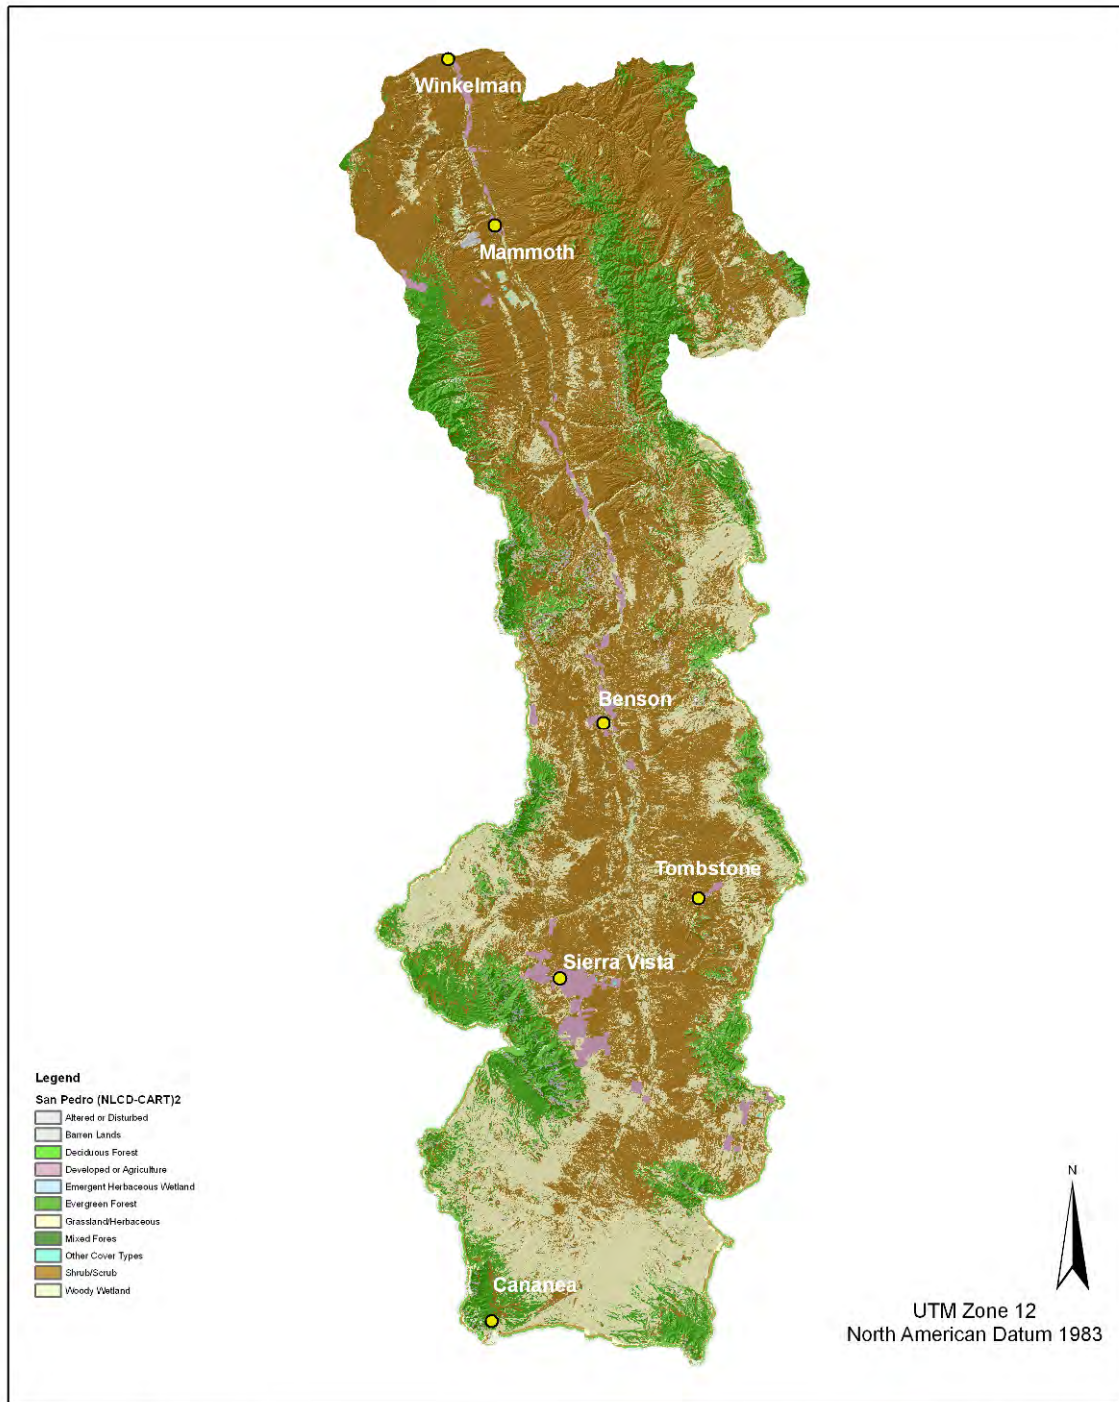 Winkelman
Mammoth
Benson
Tombstone
Sierra Vista
Cananea
Legend
San Pedro (NLCD-CART)2
Altered or Disturbed
Barren Lands
Deciduous Forest
Developed or Agriculture
Emergent Herbaceous Wetland
Evergreen Forest
Grassland/Herbaceous
Mixed Fores
Other Cover Types
Shrub/Scrub
Woody Wetland
N
UTM Zone 12
North American Datum 1983